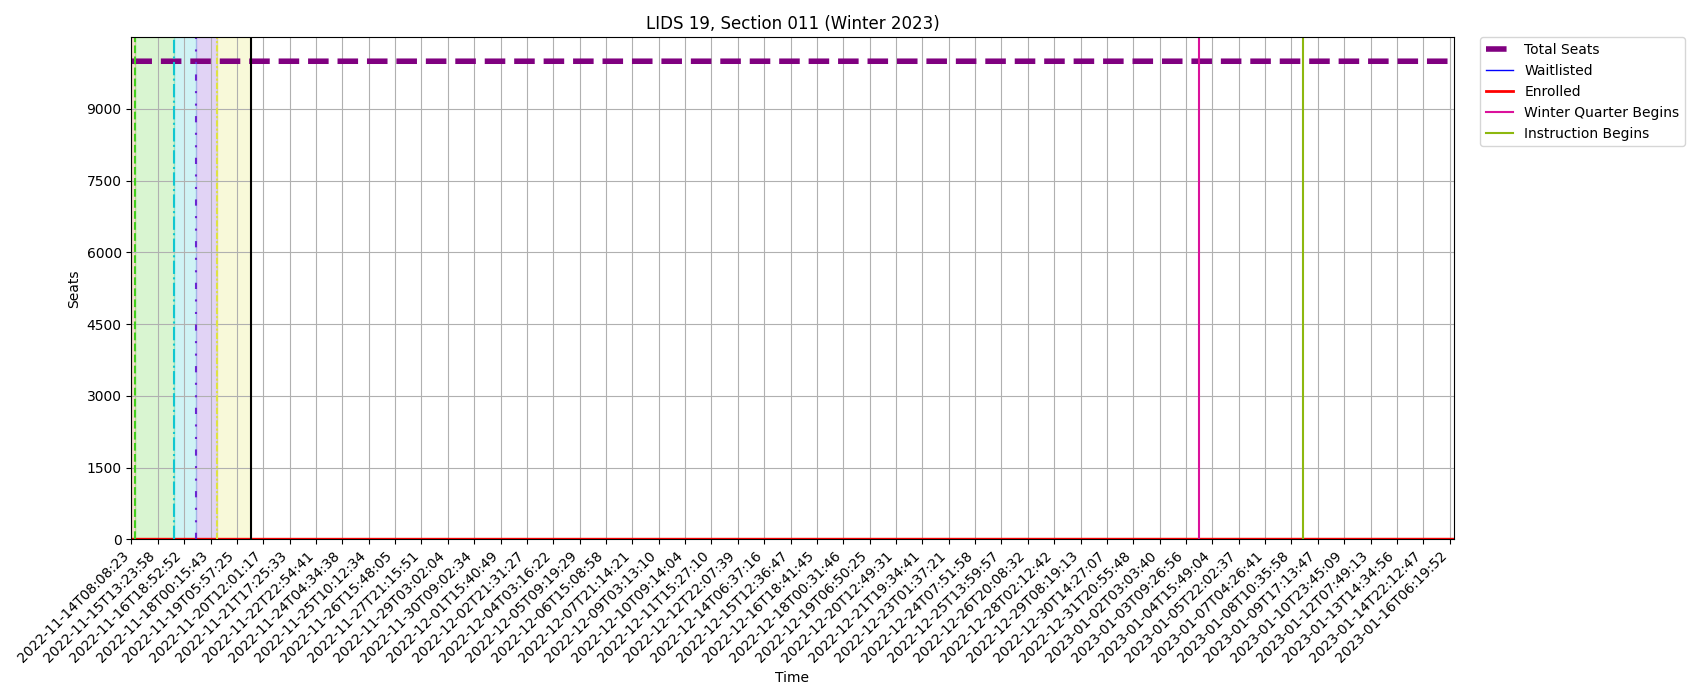 LIDS 19, Section 011 (Winter 2023)
Total Seats
Waitlisted
Enrolled
Winter Quarter Begins
Instruction Begins
Seats
9000
7500
6000
4500
3000
1500
0
2022-11-14T08:08:23
2022-11-15T13:23:58
2022-11-16T18:52:52
2022-11-18T00:15:43
2022-11-19T05:57:25
2022-11-20T12:01:17
2022-11-21T17:25:33
2022-11-22T22:54:41
2022-11-24T04:34:38
2022-11-25T10:12:34
2022-11-26T15:48:05
2022-11-27T21:15:51
2022-11-29T03:02:04
2022-11-30T09:02:34
2022-12-01T15:40:49
2022-12-02T21:31:27
2022-12-04T03:16:22
2022-12-05T09:19:29
2022-12-06T15:08:58
2022-12-07T21:14:21
2022-12-09T03:13:10
2022-12-10T09:14:04
2022-12-11T15:27:10
2022-12-12T22:07:39
2022-12-14T06:37:16
2022-12-15T12:36:47
2022-12-16T18:41:45
2022-12-18T00:31:46
2022-12-19T06:50:25
2022-12-20T12:49:31
2022-12-21T19:34:41
2022-12-23T01:37:21
2022-12-24T07:51:58
2022-12-25T13:59:57
2022-12-26T20:08:32
2022-12-28T02:12:42
2022-12-29T08:19:13
2022-12-30T14:27:07
2022-12-31T20:55:48
2023-01-02T03:03:40
2023-01-03T09:26:56
2023-01-04T15:49:04
2023-01-05T22:02:37
2023-01-07T04:26:41
2023-01-08T10:35:58
2023-01-09T17:13:47
2023-01-10T23:45:09
2023-01-12T07:49:13
2023-01-13T14:34:56
2023-01-14T22:12:47
2023-01-16T06:19:52
Time